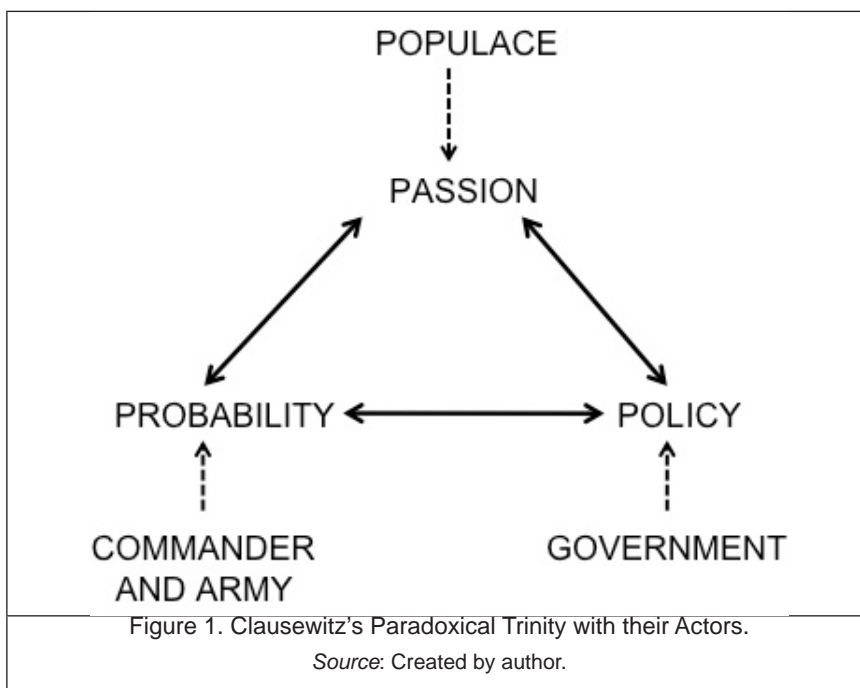 POPULACE
PASSION
PROBABILITY
POLICY
COMMANDER
AND ARMY
GOVERNMENT
Figure 1. Clausewitz’s Paradoxical Trinity with their Actors.
Source: Created by author.